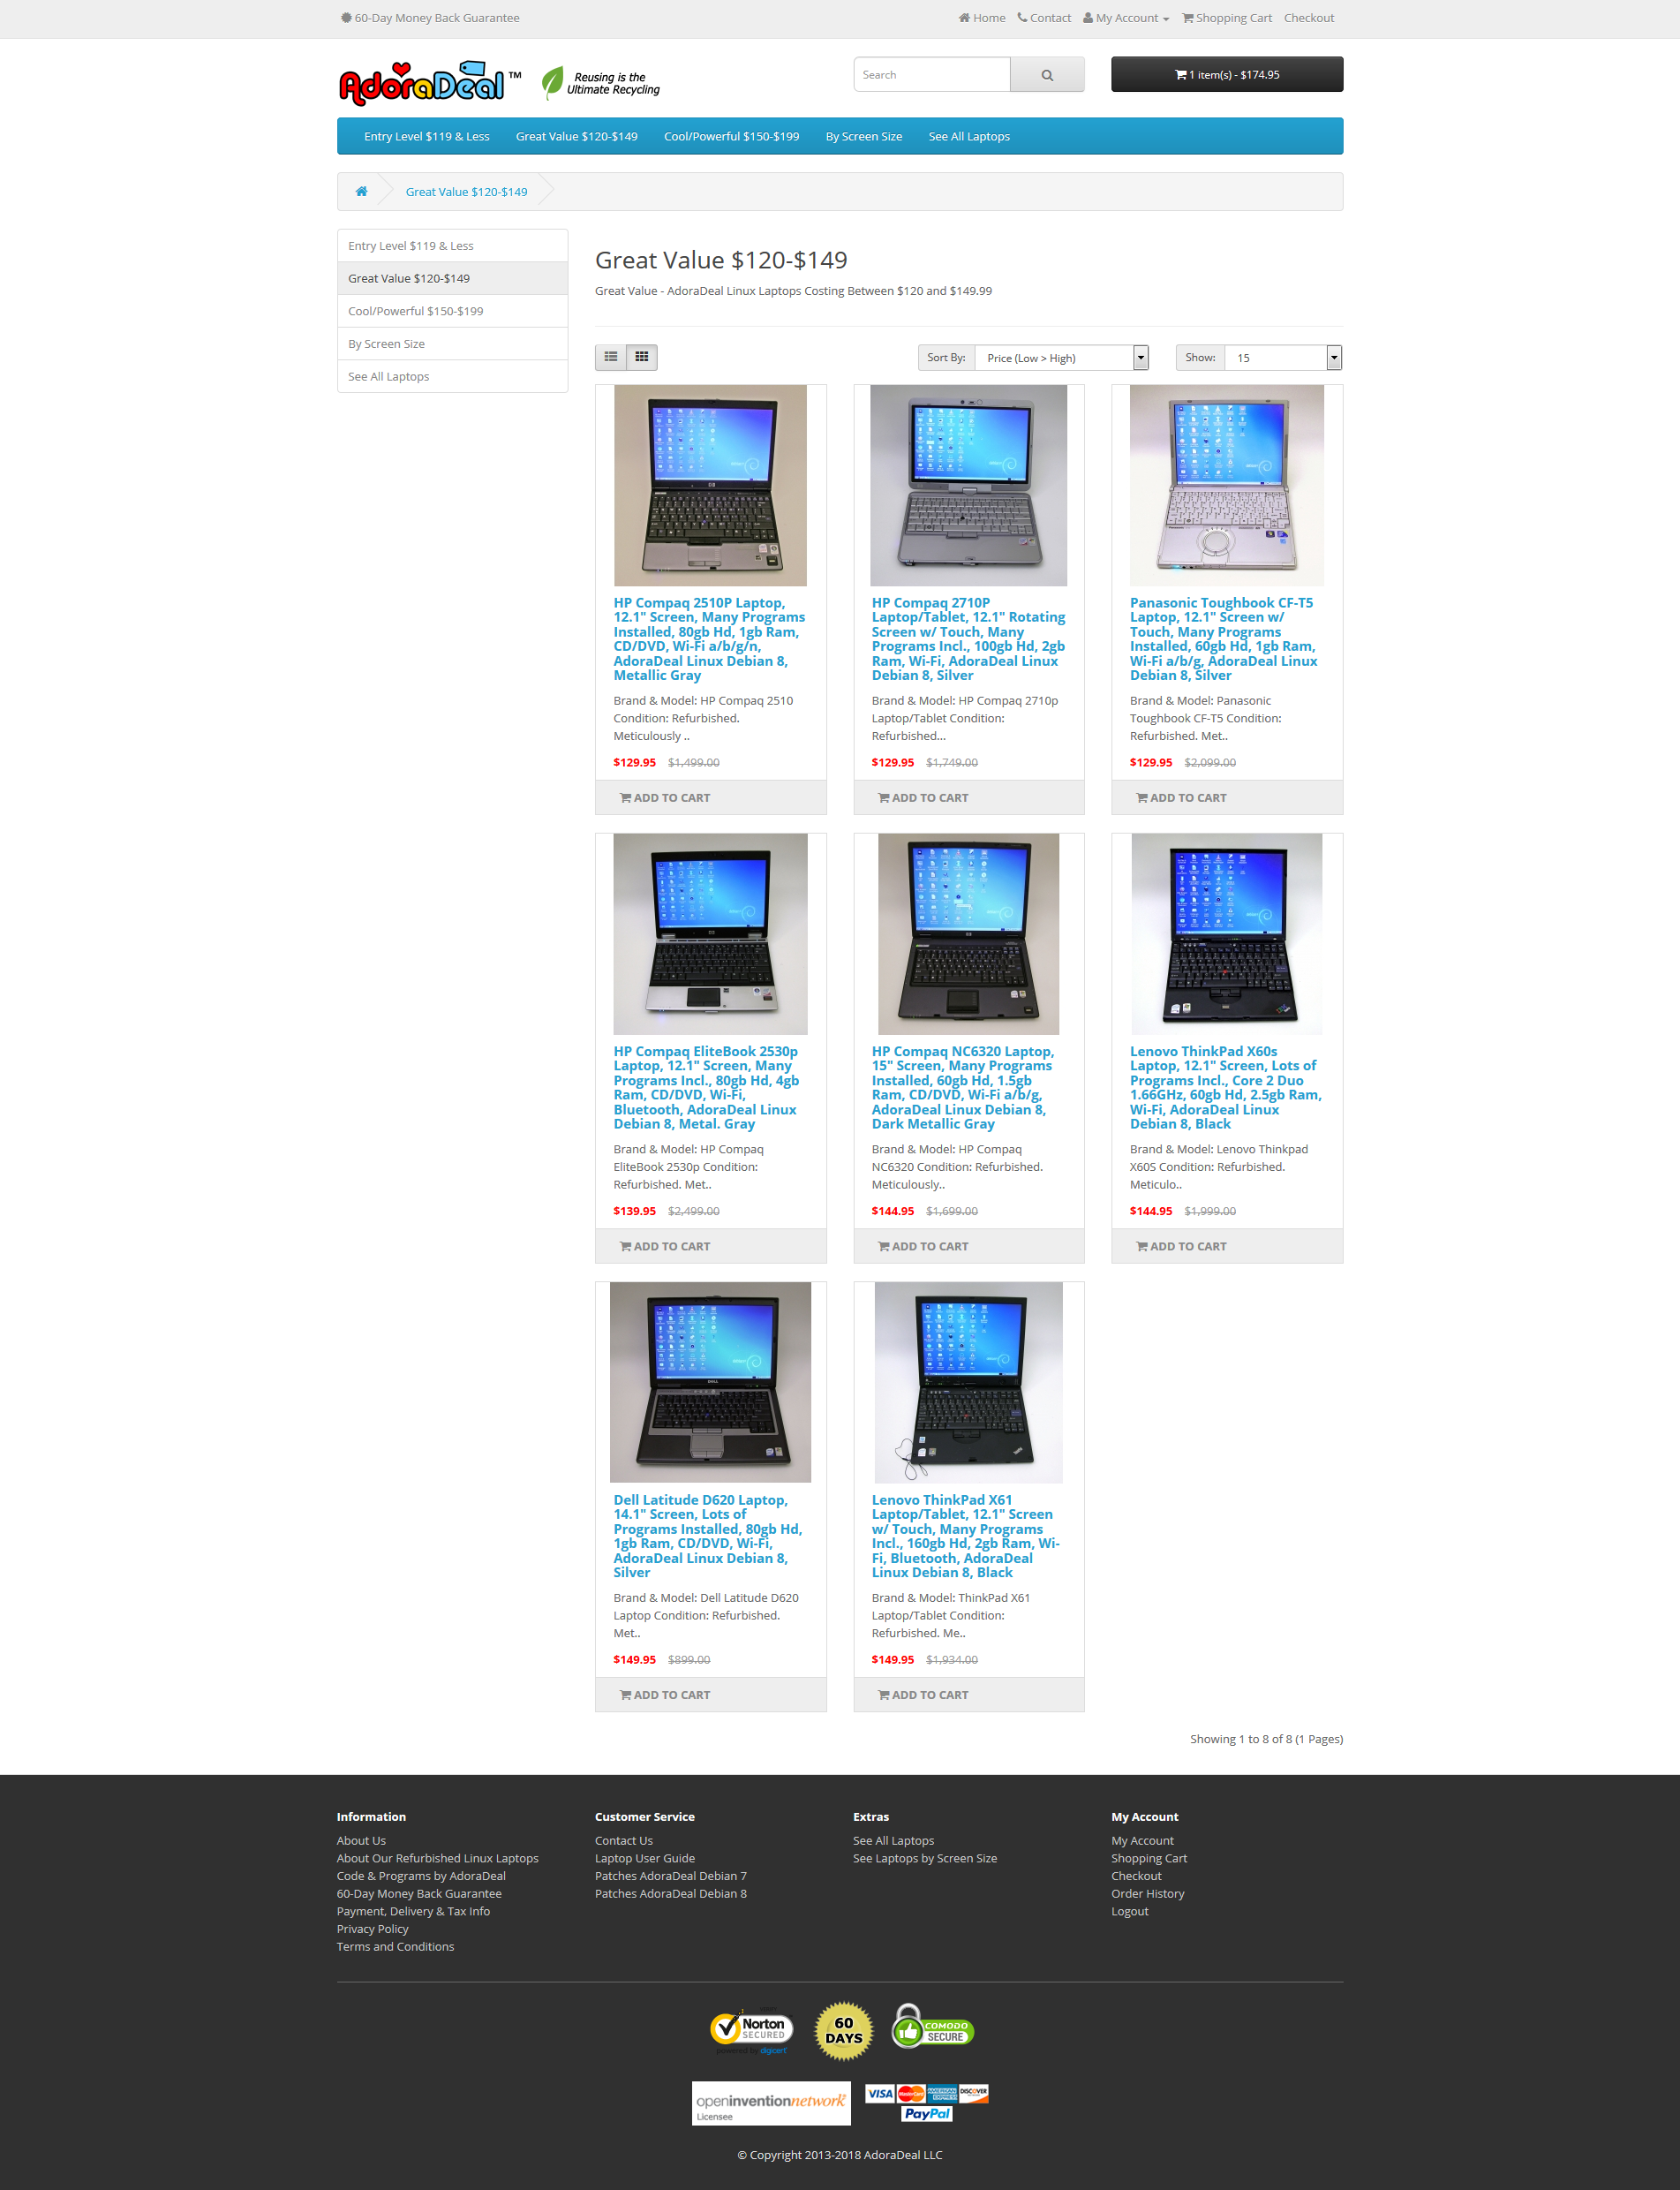 60-Day Money Back Guarantee
Home Contact My Account Shopping Cart Checkout
AdoraDeal ™
Reusing is the
Ultimate Recycling
Search
1 item(s) - $174.95
Entry Level $119 & Less Great Value $120-$149 Cool/Powerful $150-$199 By Screen Size See All Laptops
Great Value $120-$149
Entry Level $119 & Less
Great Value $120-$149
Cool/Powerful $150-$199
By Screen Size
See All Laptops
Great Value $120-$149
Great Value - AdoraDeal Linux Laptops Costing Between $120 and $149.99
Sort By: Price (Low > High)
Show: 15
HP Compaq 2510P Laptop,
12.1" Screen, Many Programs
Installed, 80gb Hd, 1gb Ram,
CD/DVD, Wi-Fi a/b/g/n,
AdoraDeal Linux Debian 8,
Metallic Gray
Brand & Model: HP Compaq 2510
Condition: Refurbished.
Meticulously ..
$129.95 $1,499.00
ADD TO CART
HP Compaq 2710P
Laptop/Tablet, 12.1" Rotating
Screen w/ Touch, Many
Programs Incl., 100gb Hd, 2gb
Ram, Wi-Fi, AdoraDeal Linux
Debian 8, Silver
Brand & Model: HP Compaq 2710p
Laptop/Tablet Condition:
Refurbished...
$129.95 $1,749.00
ADD TO CART
Panasonic Toughbook CF-T5
Laptop, 12.1" Screen w/
Touch, Many Programs
Installed, 60gb Hd, 1gb Ram,
Wi-Fi a/b/g, AdoraDeal Linux
Debian 8, Silver
Brand & Model: Panasonic
Toughbook CF-T5 Condition:
Refurbished. Met..
$129.95 $2,099.00
ADD TO CART
HP Compaq EliteBook 2530p
Laptop, 12.1" Screen, Many
Programs Incl., 80gb Hd, 4gb
Ram, CD/DVD, Wi-Fi,
Bluetooth, AdoraDeal Linux
Debian 8, Metal. Gray
Brand & Model: HP Compaq
EliteBook 2530p Condition:
Refurbished. Met..
$139.95 $2,499.00
ADD TO CART
HP Compaq NC6320 Laptop,
15" Screen, Many Programs
Installed, 60gb Hd, 1.5gb
Ram, CD/DVD, Wi-Fi a/b/g,
AdoraDeal Linux Debian 8,
Dark Metallic Gray
Brand & Model: HP Compaq
NC6320 Condition: Refurbished.
Meticulously..
$144.95 $1,699.00
ADD TO CART
Lenovo ThinkPad X60s
Laptop, 12.1" Screen, Lots of
Programs Incl., Core 2 Duo
1.66GHz, 60gb Hd, 2.5gb Ram,
Wi-Fi, AdoraDeal Linux
Debian 8, Black
Brand & Model: Lenovo Thinkpad
X60S Condition: Refurbished.
Meticulo..
$144.95 $1,999.00
ADD TO CART
Dell Latitude D620 Laptop,
14.1" Screen, Lots of
Programs Installed, 80gb Hd,
1gb Ram, CD/DVD, Wi-Fi,
AdoraDeal Linux Debian 8,
Silver
Brand & Model: Dell Latitude D620
Laptop Condition: Refurbished.
Met..
$149.95 $899.00
ADD TO CART
Lenovo ThinkPad X61
Laptop/Tablet, 12.1" Screen
w/ Touch, Many Programs
Incl., 160gb Hd, 2gb Ram, Wi-
Fi, Bluetooth, AdoraDeal
Linux Debian 8, Black
Brand & Model: ThinkPad X61
Laptop/Tablet Condition:
Refurbished. Me..
$149.95 $1,934.00
ADD TO CART
Showing 1 to 8 of 8 (1 Pages)
Information
About Us
About Our Refurbished Linux Laptops
Code & Programs by AdoraDeal
60-Day Money Back Guarantee
Payment, Delivery & Tax Info
Privacy Policy
Terms and Conditions
Customer Service
Contact Us
Laptop User Guide
Patches AdoraDeal Debian 7
Patches AdoraDeal Debian 8
Extras
See All Laptops
See Laptops by Screen Size
My Account
My Account
Shopping Cart
Checkout
Order History
Logout
Norton
SECURED
powered by digicert
60
DAYS
COMODO
SECURE
openinventionnetwork
Licensee
VISA MasterCard AMERICAN EXPRESS DISCOVER
PayPal
© Copyright 2013-2018 AdoraDeal LLC